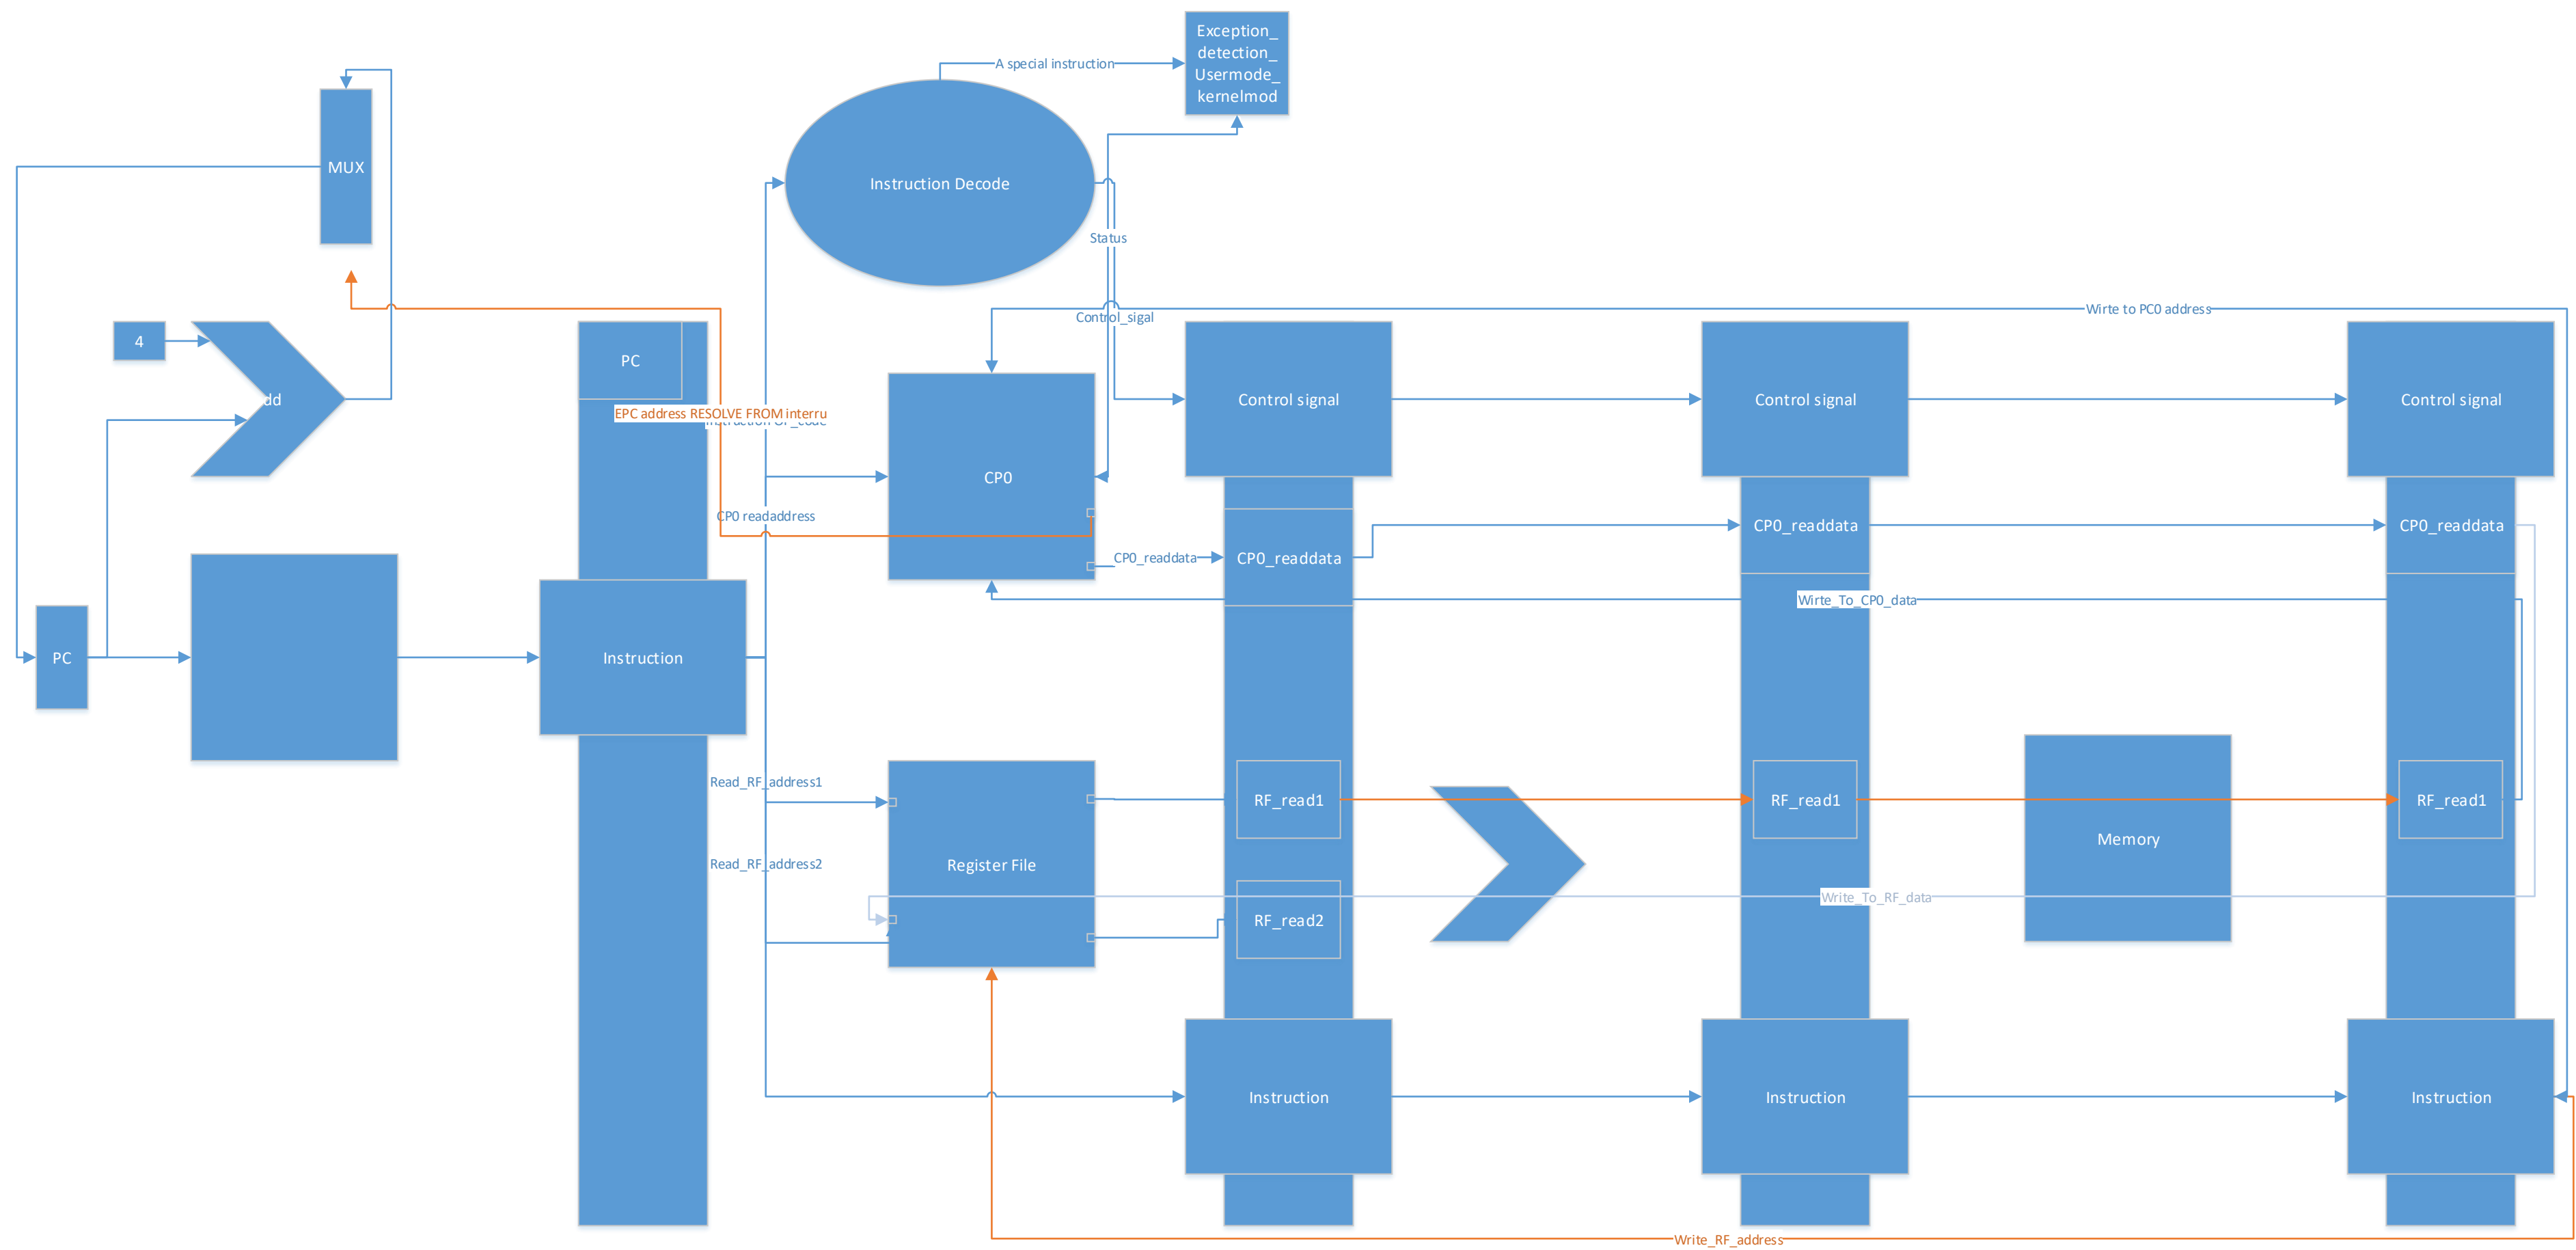 Exception_
detection_
Usermode_
kernelmod
A special instruction
MUX
Instruction Decode
Status
Wirte to PC0 address
Control_sigal
4
dd
PC
Control signal
Control signal
Control signal
EPC address RESOLVE FROM interru
CP0
CP0 readaddress
CP0_readdata
CP0_readdata
CP0_readdata
CP0_readdata
Wirte_To_CP0_data
PC
Instruction
Read_RF_address1
RF_read1
RF_read1
RF_read1
Memory
Read_RF_address2
Register File
Write_To_RF_data
RF_read2
Instruction
Instruction
Instruction
Write_RF_address